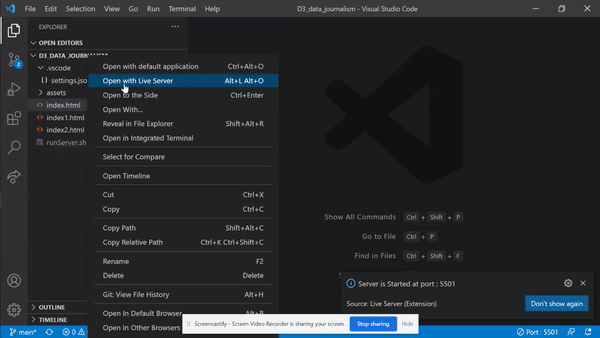 File Edit Selection View Go Run Terminal Help
D3_data_journalism - Visual Studio Code
EXPLORER
OPEN EDITORS
D3_DATA_JOURNALISM
.vscode
settings.jso
assets
index.html
index1.html
index2.html
runServer.sh
2
Open with default application Ctrl+Alt+O
Open with Live Server Alt+L Alt+O
Open to the Side Ctrl+Enter
Open With...
Reveal in File Explorer Shift+Alt+R
Open in Integrated Terminal
Select for Compare
Open Timeline
Cut Ctrl+X
Copy Ctrl+C
Copy Path Shift+Alt+C
Copy Relative Path Ctrl+K Ctrl+Shift+C
Rename F2
Delete Delete
Git: View File History Alt+H
Open In Default Browser Alt+B
Open In Other Browsers
Show All Commands Ctrl + Shift + P
Go to File Ctrl + P
Find in Files Ctrl + Shift + F
Server is Started at port : 5501
Source: Live Server (Extension)
Don't show again
OUTLINE
TIMELINE
Screencastify - Screen Video Recorder is sharing your screen.
Stop sharing
Hide
main*
0
Port : 5501